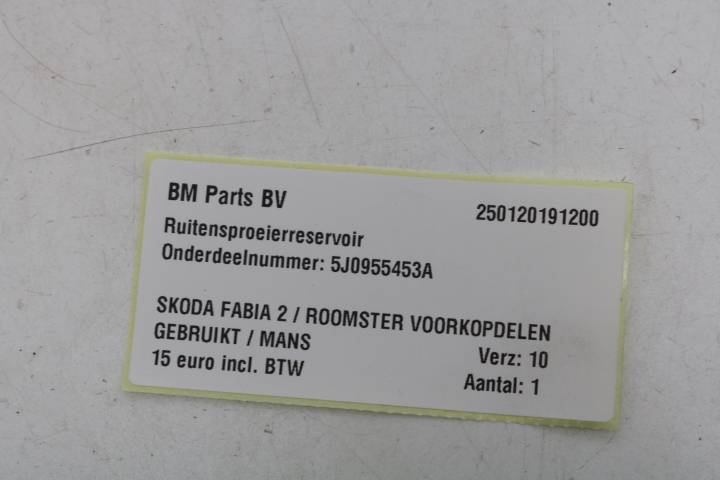 BM Parts BV
250120191200
Ruitensproeierreservoir
Onderdeelnummer: 5J0955453A
SKODA FABIA 2 / ROOMSTER VOORKOPDELEN
GEBRUIKT / MANS
Verz: 10
15 euro incl. BTW
Aantal: 1